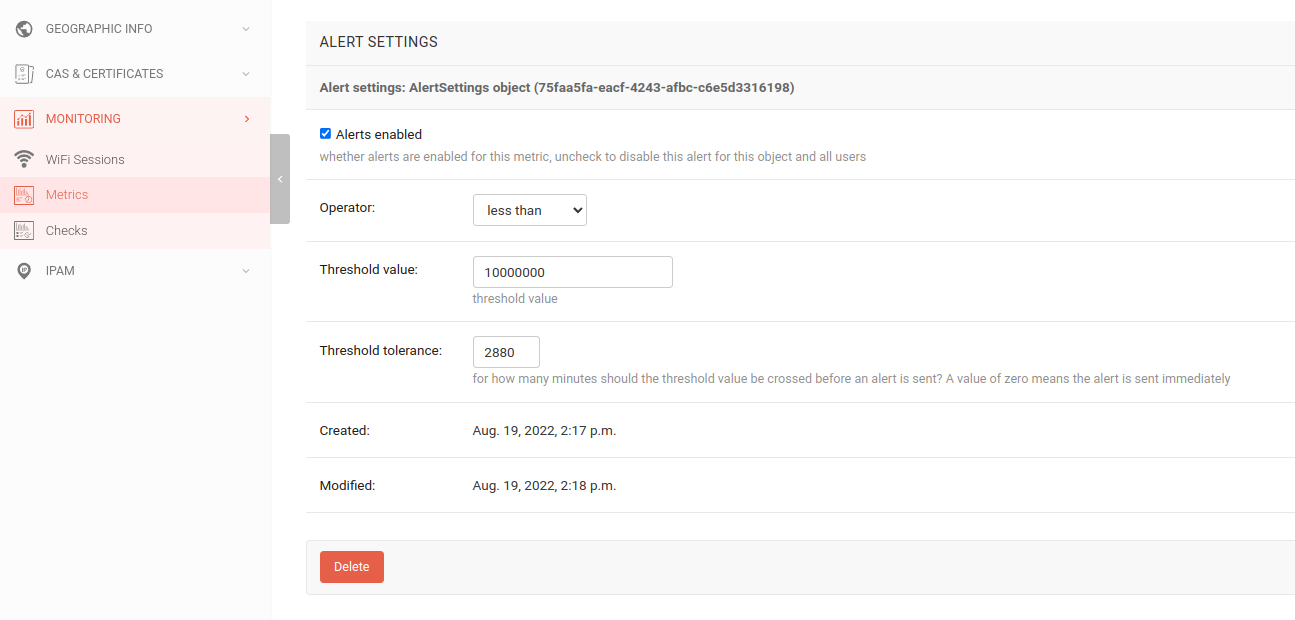 GEOGRAPHIC INFO
CAS & CERTIFICATES
MONITORING
WiFi Sessions
Metrics
Checks
IPAM
ALERT SETTINGS
Alert settings: AlertSettings object (75faa5fa-eacf-4243-afbc-c6e5d3316198)
Alerts enabled
whether alerts are enabled for this metric, uncheck to disable this alert for this object and all users
Operator: less than
Threshold value: 10000000
threshold value
Threshold tolerance: 2880
for how many minutes should the threshold value be crossed before an alert is sent? A value of zero means the alert is sent immediately
Created: Aug. 19, 2022, 2:17 p.m.
Modified: Aug. 19, 2022, 2:18 p.m.
Delete